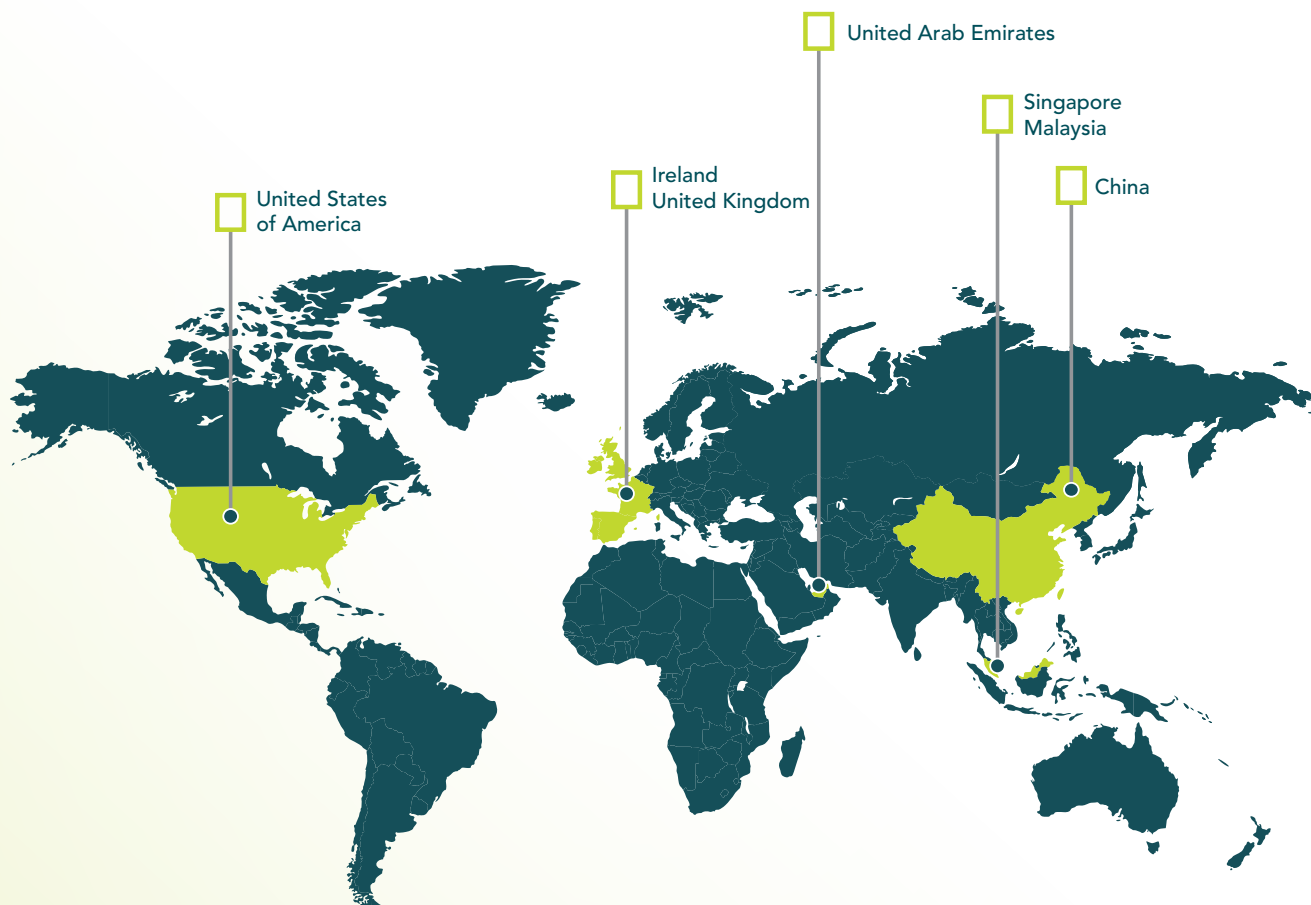 United Arab Emirates
Singapore
Malaysia
Ireland
United Kingdom
China
United States
of America